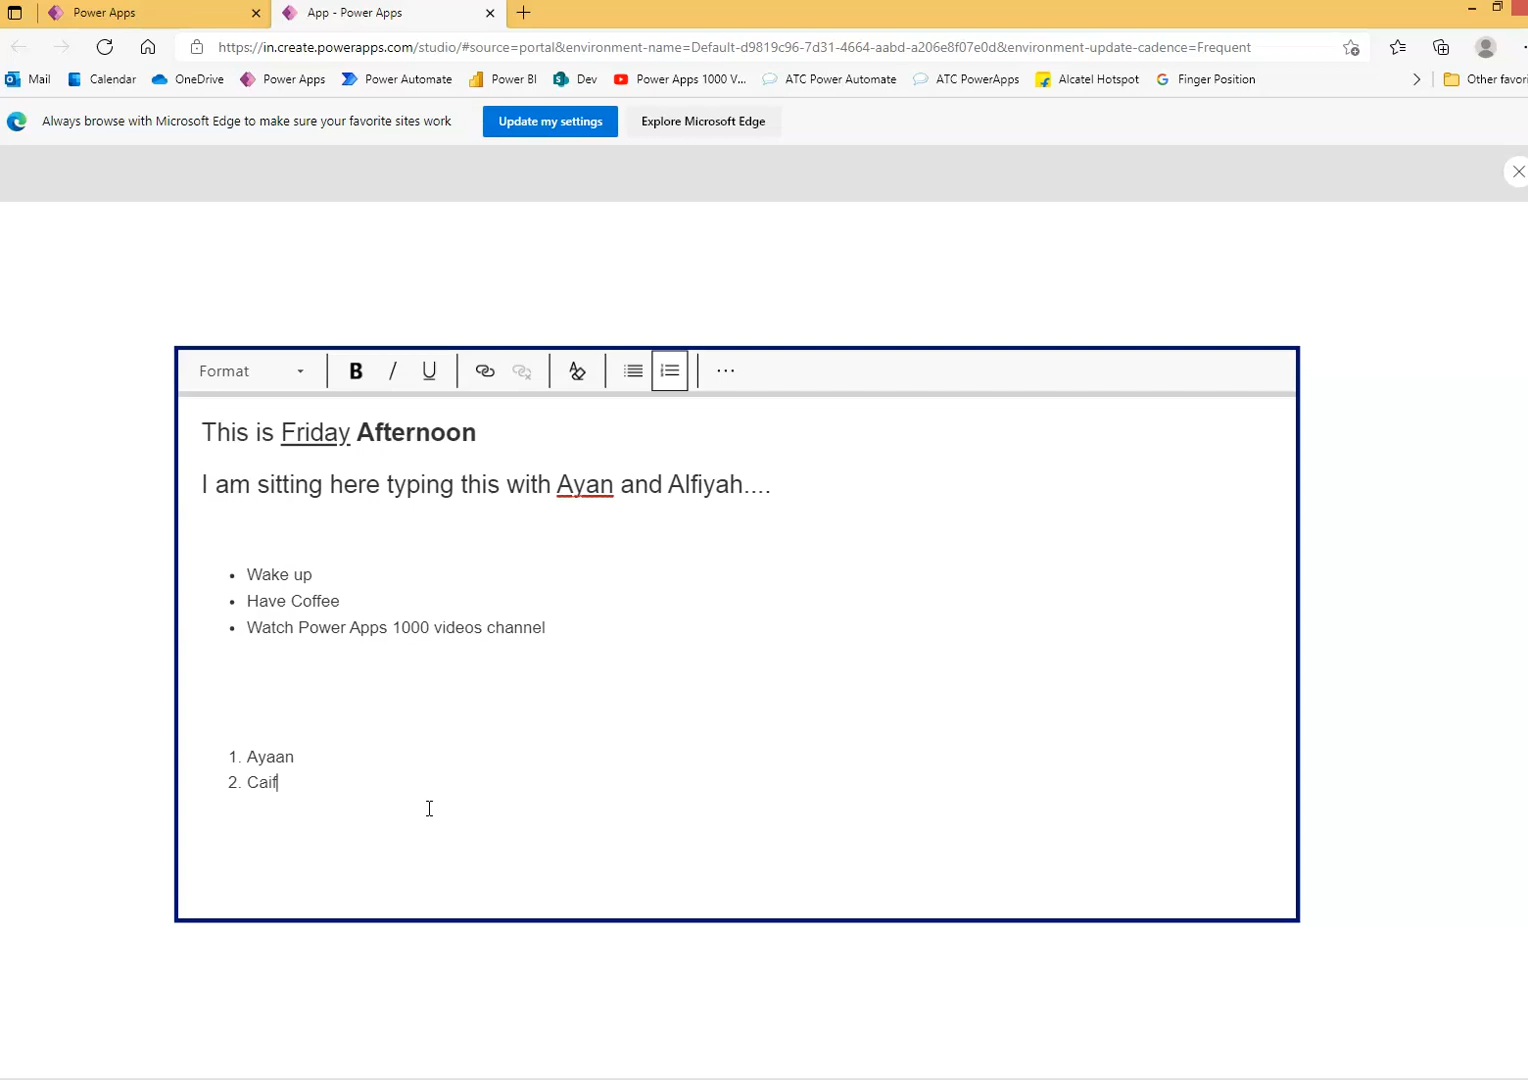 Power Apps
App - Power Apps
https://in.create.powerapps.com/studio/#source=portal&environment-name=Default-d9819c96-7d31-4664-aabd-a206e8f07e0d&environment-update-cadence=Frequent
Mail Calendar OneDrive Power Apps Power Automate Power BI Dev Power Apps 1000 V... ATC Power Automate ATC PowerApps Alcatel Hotspot Finger Position Other favori
Always browse with Microsoft Edge to make sure your favorite sites work Update my settings Explore Microsoft Edge
Format B / U ...
This is Friday Afternoon
I am sitting here typing this with Ayan and Alfiyah....
• Wake up
• Have Coffee
• Watch Power Apps 1000 videos channel
1. Ayaan
2. Caif